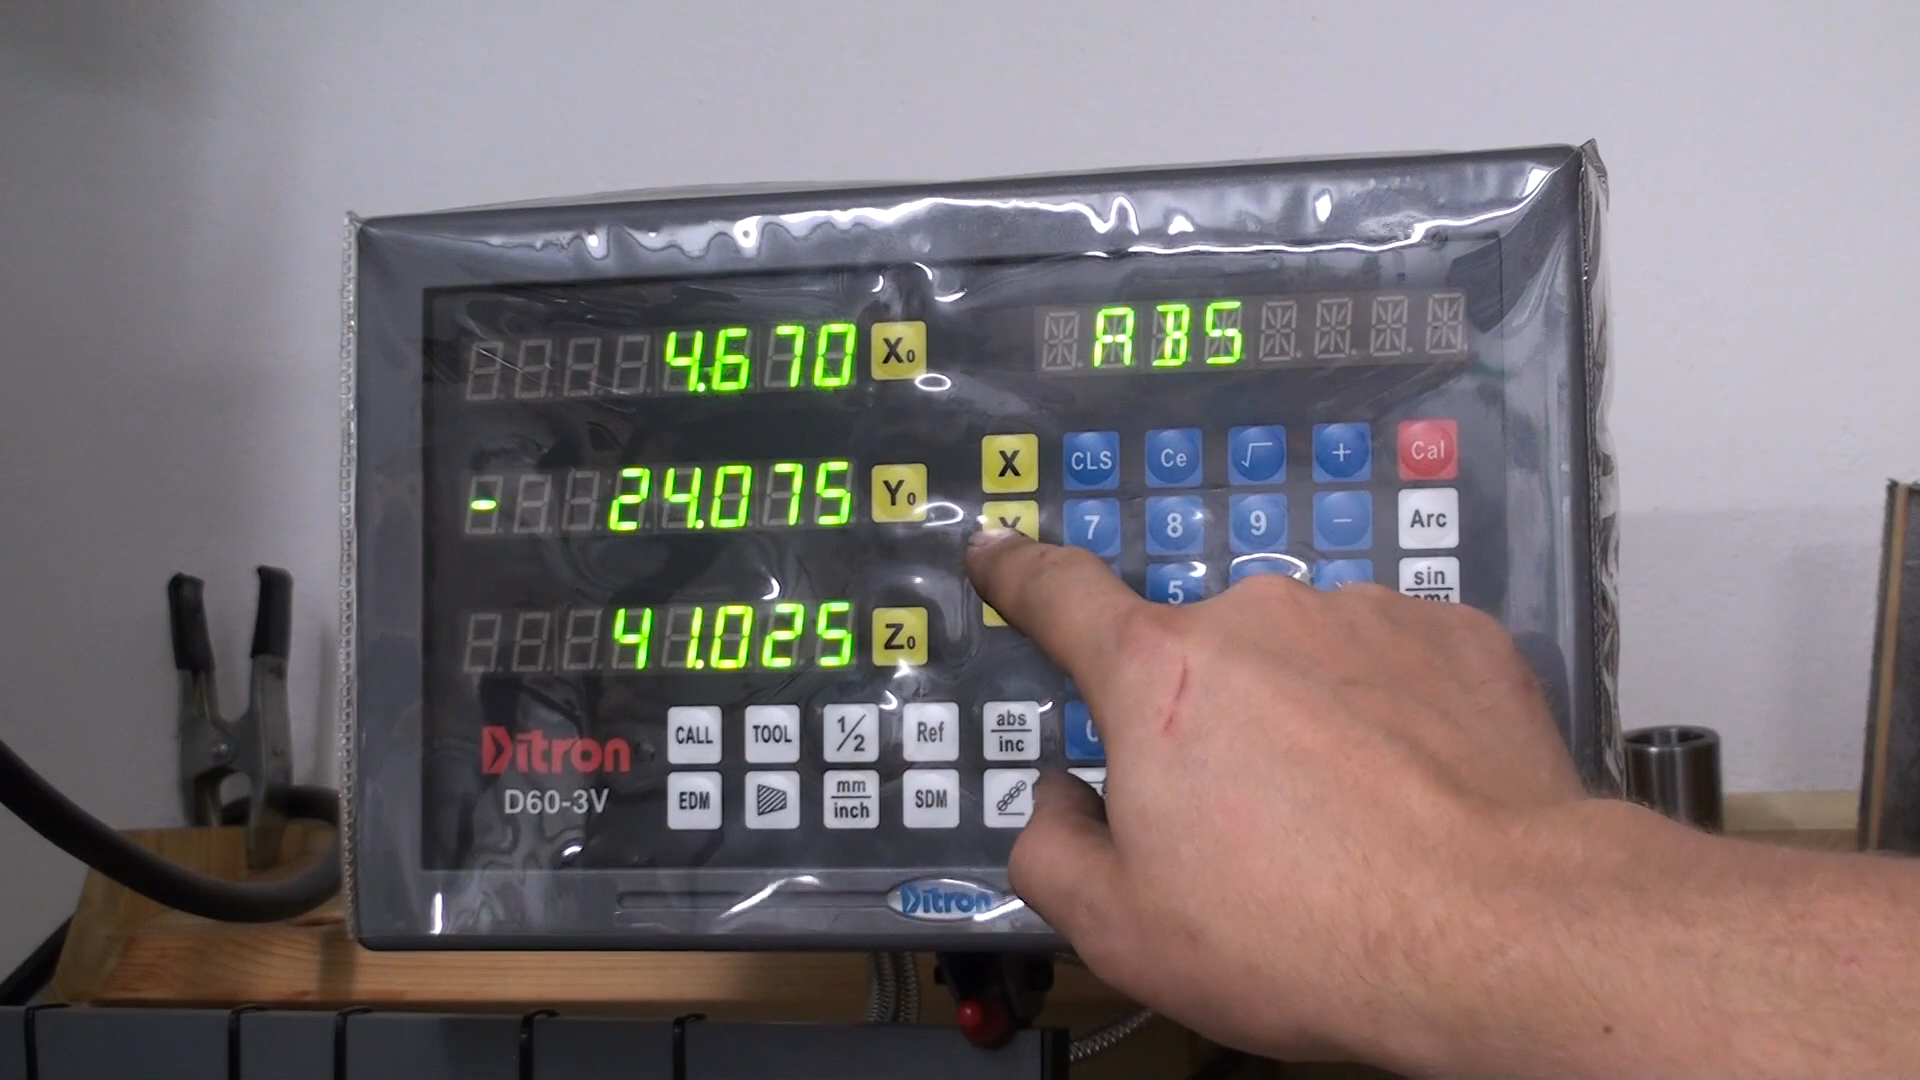 4.670 X₀ ABS
- 24.075 Y₀
41.025 Z₀
X CLS Ce √ + Cal
Y 7 8 9 − Arc
5 sin
CALL TOOL 1/2 Ref abs/inc
EDM mm/inch SDM
Ditron
D60-3V
Ditron